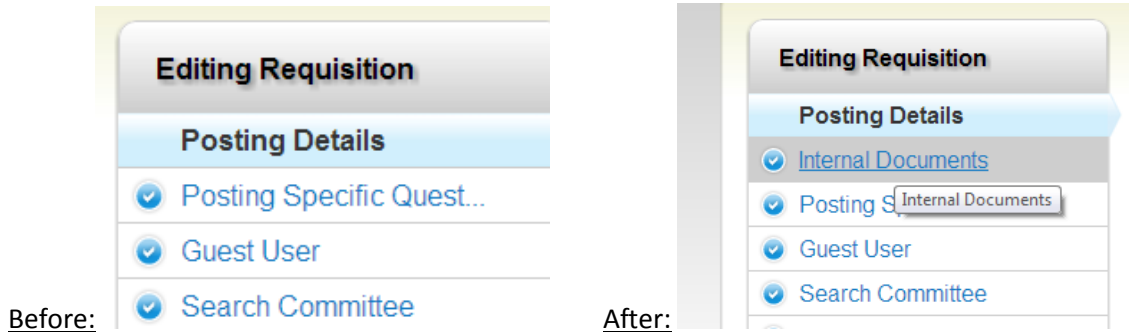 Editing Requisition
Posting Details
Posting Specific Quest...
Guest User
Search Committee
Before:
Editing Requisition
Posting Details
Internal Documents
Posting S
Internal Documents
Guest User
Search Committee
After: